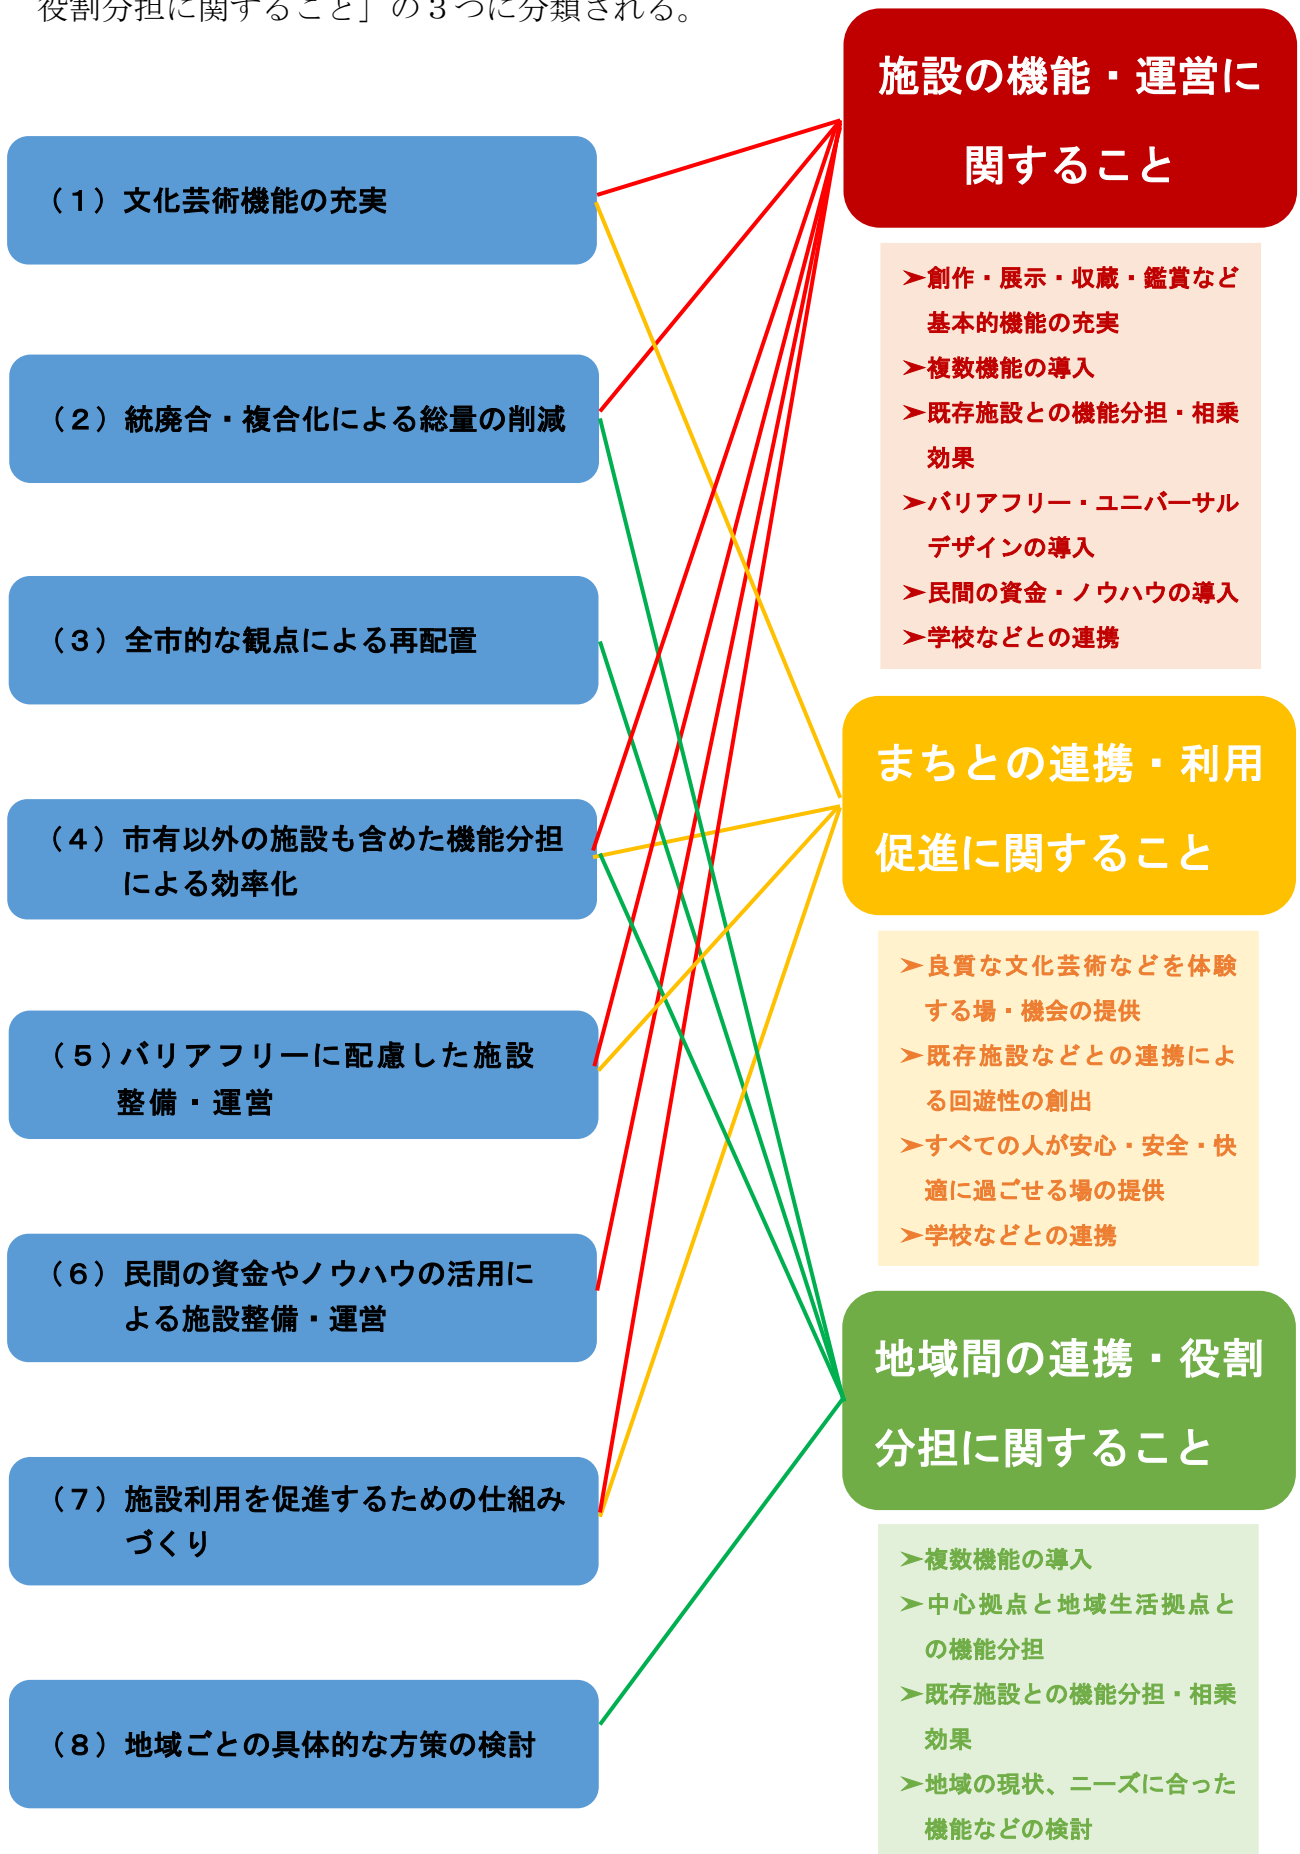 役割分担に関すること」の３つに分類される。
施設の機能・運営に
関すること
（１）文化芸術機能の充実
➢創作・展示・収蔵・鑑賞など
基本的機能の充実
➢複数機能の導入
➢既存施設との機能分担・相乗
効果
➢バリアフリー・ユニバーサル
デザインの導入
➢民間の資金・ノウハウの導入
➢学校などとの連携
（２）統廃合・複合化による総量の削減
（３）全市的な観点による再配置
まちとの連携・利用
促進に関すること
（４）市有以外の施設も含めた機能分担
による効率化
➢良質な文化芸術などを体験
する場・機会の提供
➢既存施設などとの連携によ
る回遊性の創出
➢すべての人が安心・安全・快
適に過ごせる場の提供
➢学校などとの連携
（５）バリアフリーに配慮した施設
整備・運営
（６）民間の資金やノウハウの活用に
よる施設整備・運営
地域間の連携・役割
分担に関すること
（７）施設利用を促進するための仕組み
づくり
➢複数機能の導入
➢中心拠点と地域生活拠点と
の機能分担
➢既存施設との機能分担・相乗
効果
➢地域の現状、ニーズに合った
機能などの検討
（８）地域ごとの具体的な方策の検討